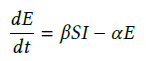 dE/dt = βSI − αE